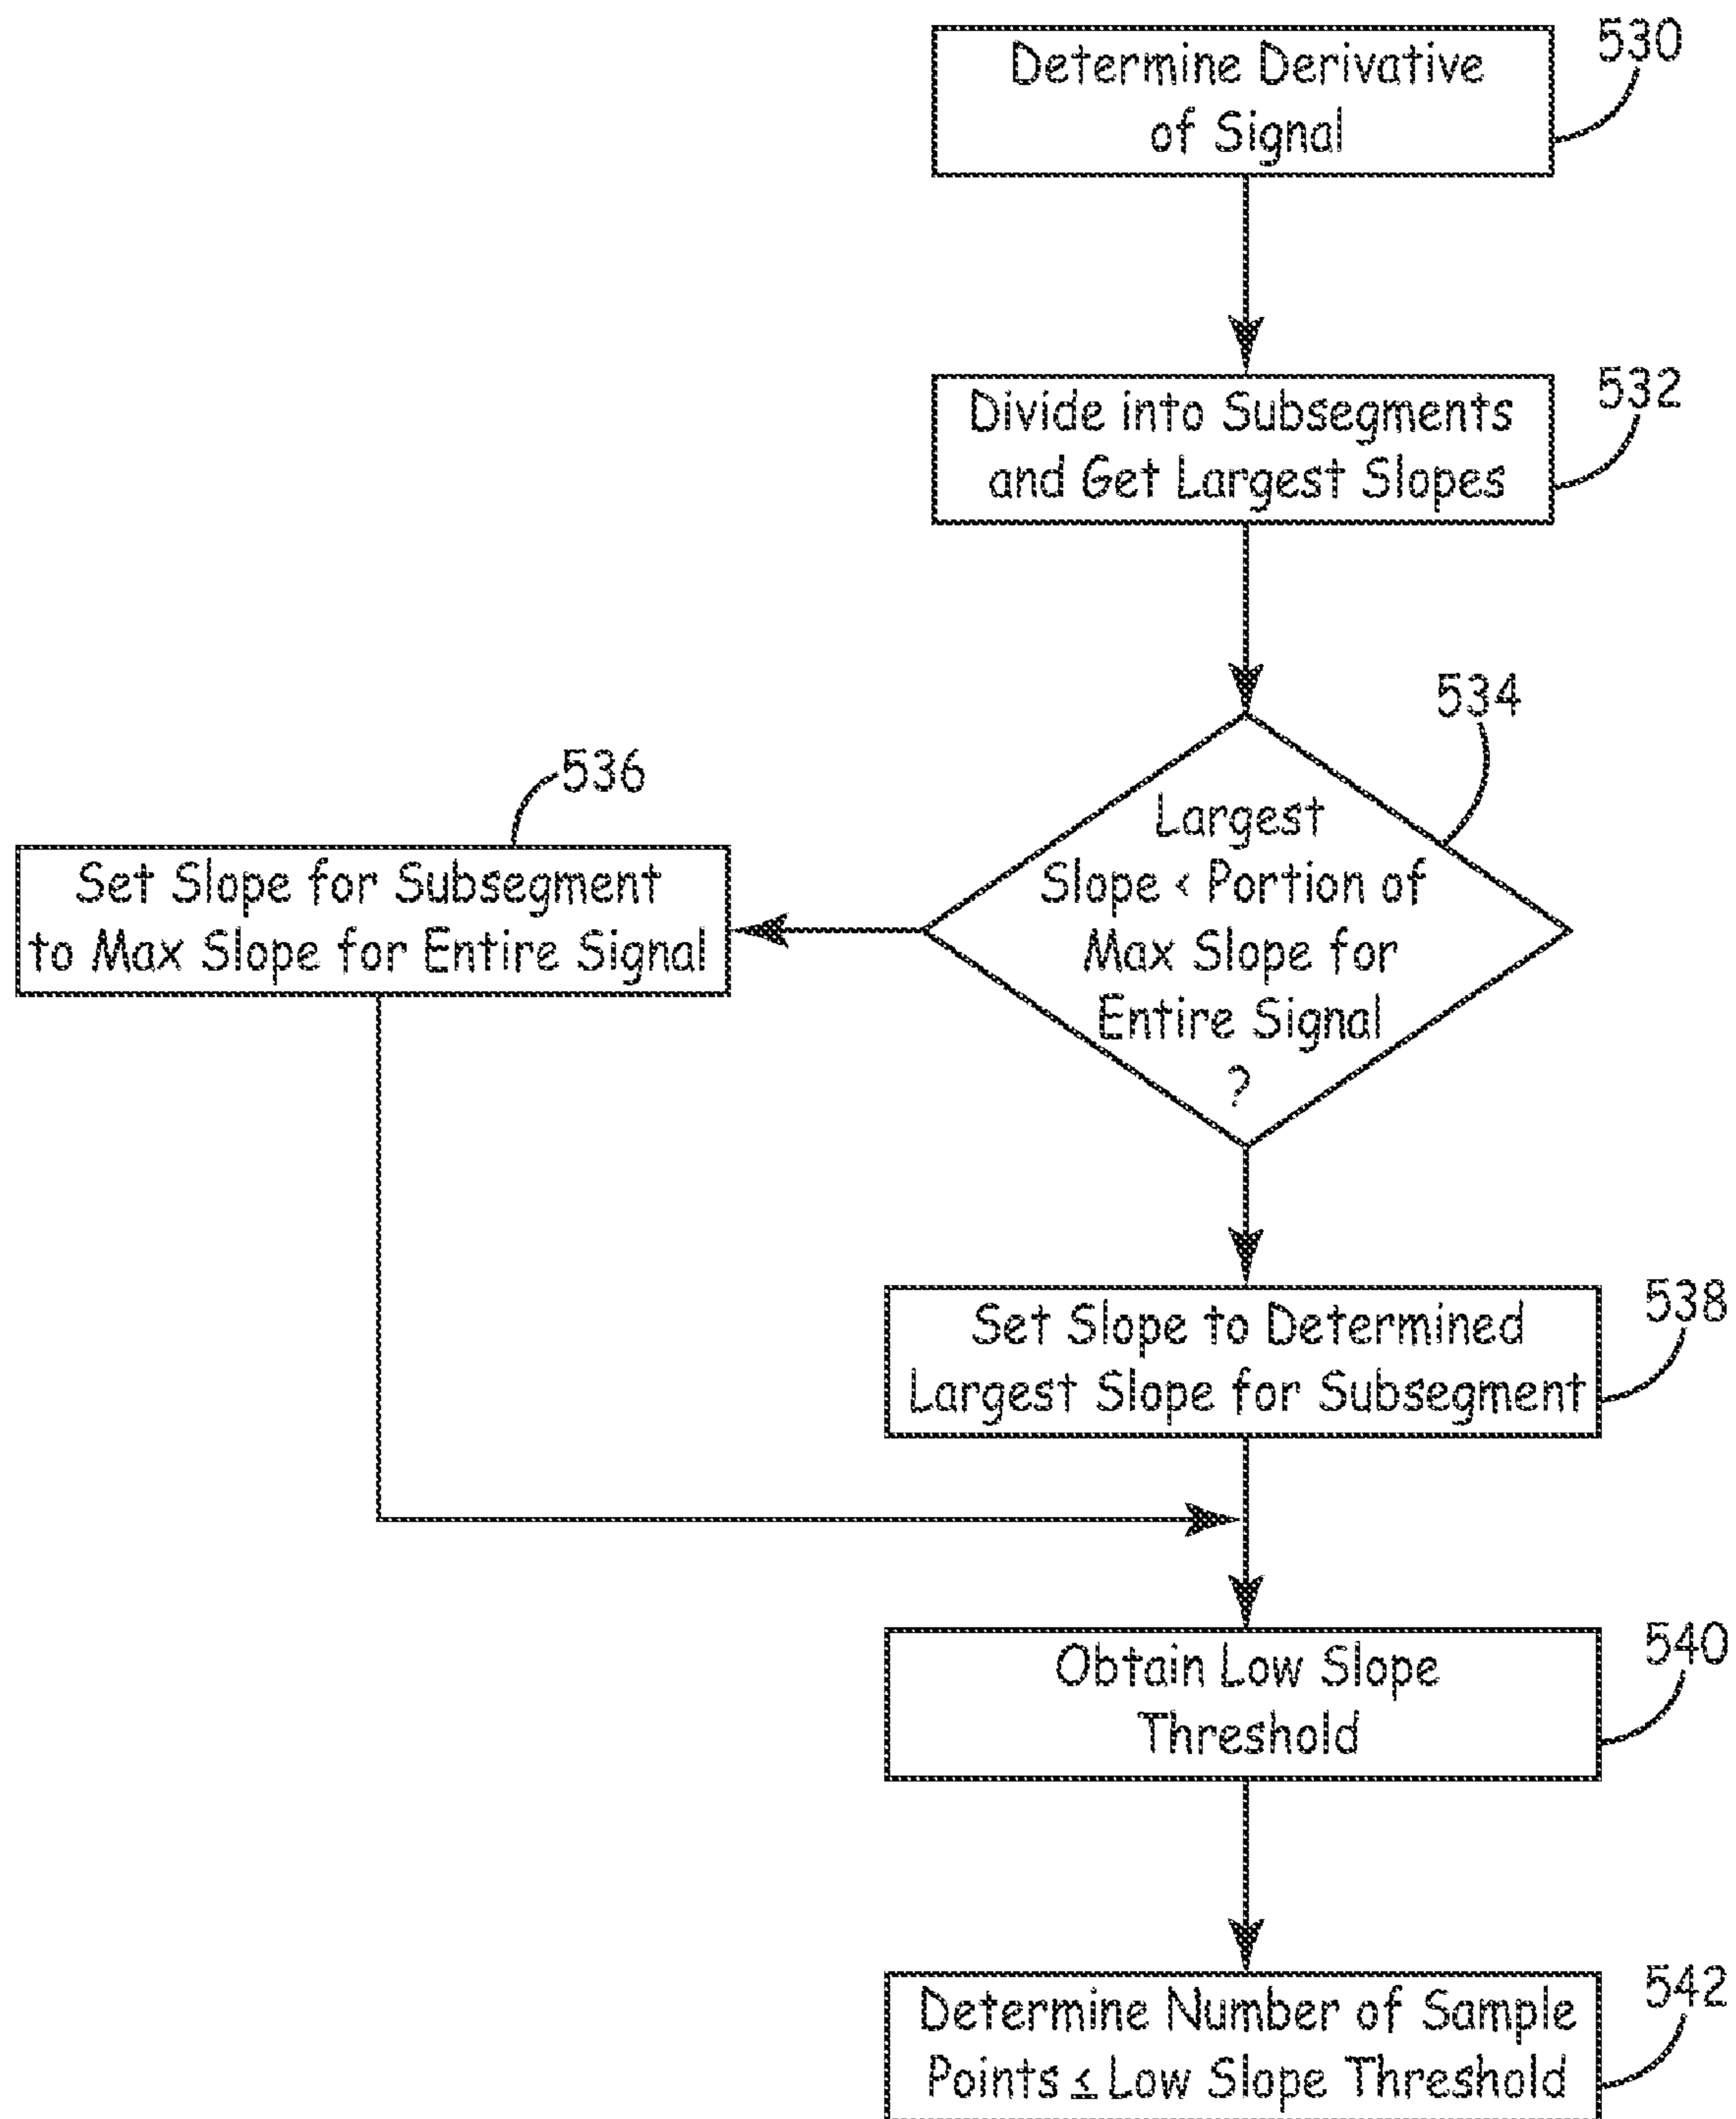 530
Determine Derivative
of Signal
532
Divide into Subsegments
and Get Largest Slopes
534
Largest
Slope < Portion of
Max Slope for
Entire Signal
?
536
Set Slope for Subsegment
to Max Slope for Entire Signal
538
Set Slope to Determined
Largest Slope for Subsegment
540
Obtain Low Slope
Threshold
542
Determine Number of Sample
Points ≤ Low Slope Threshold